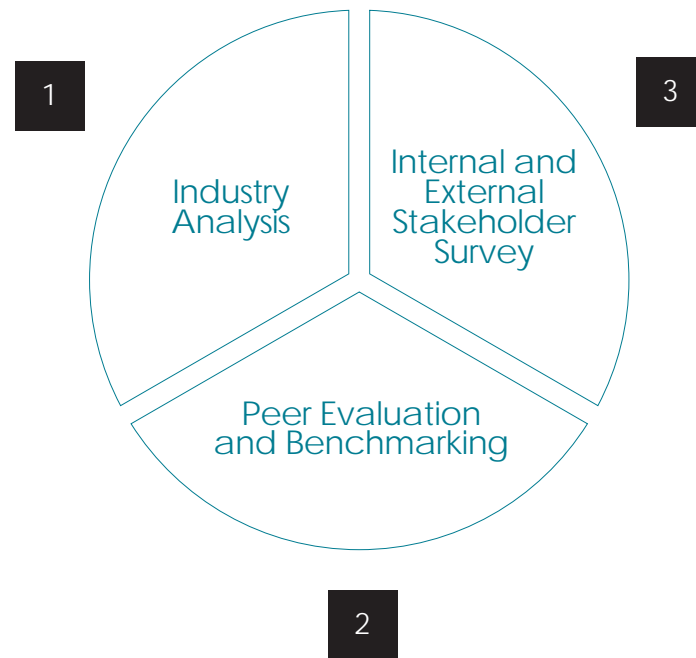 1
Industry
Analysis
3
Internal and
External
Stakeholder
Survey
Peer Evaluation
and Benchmarking
2